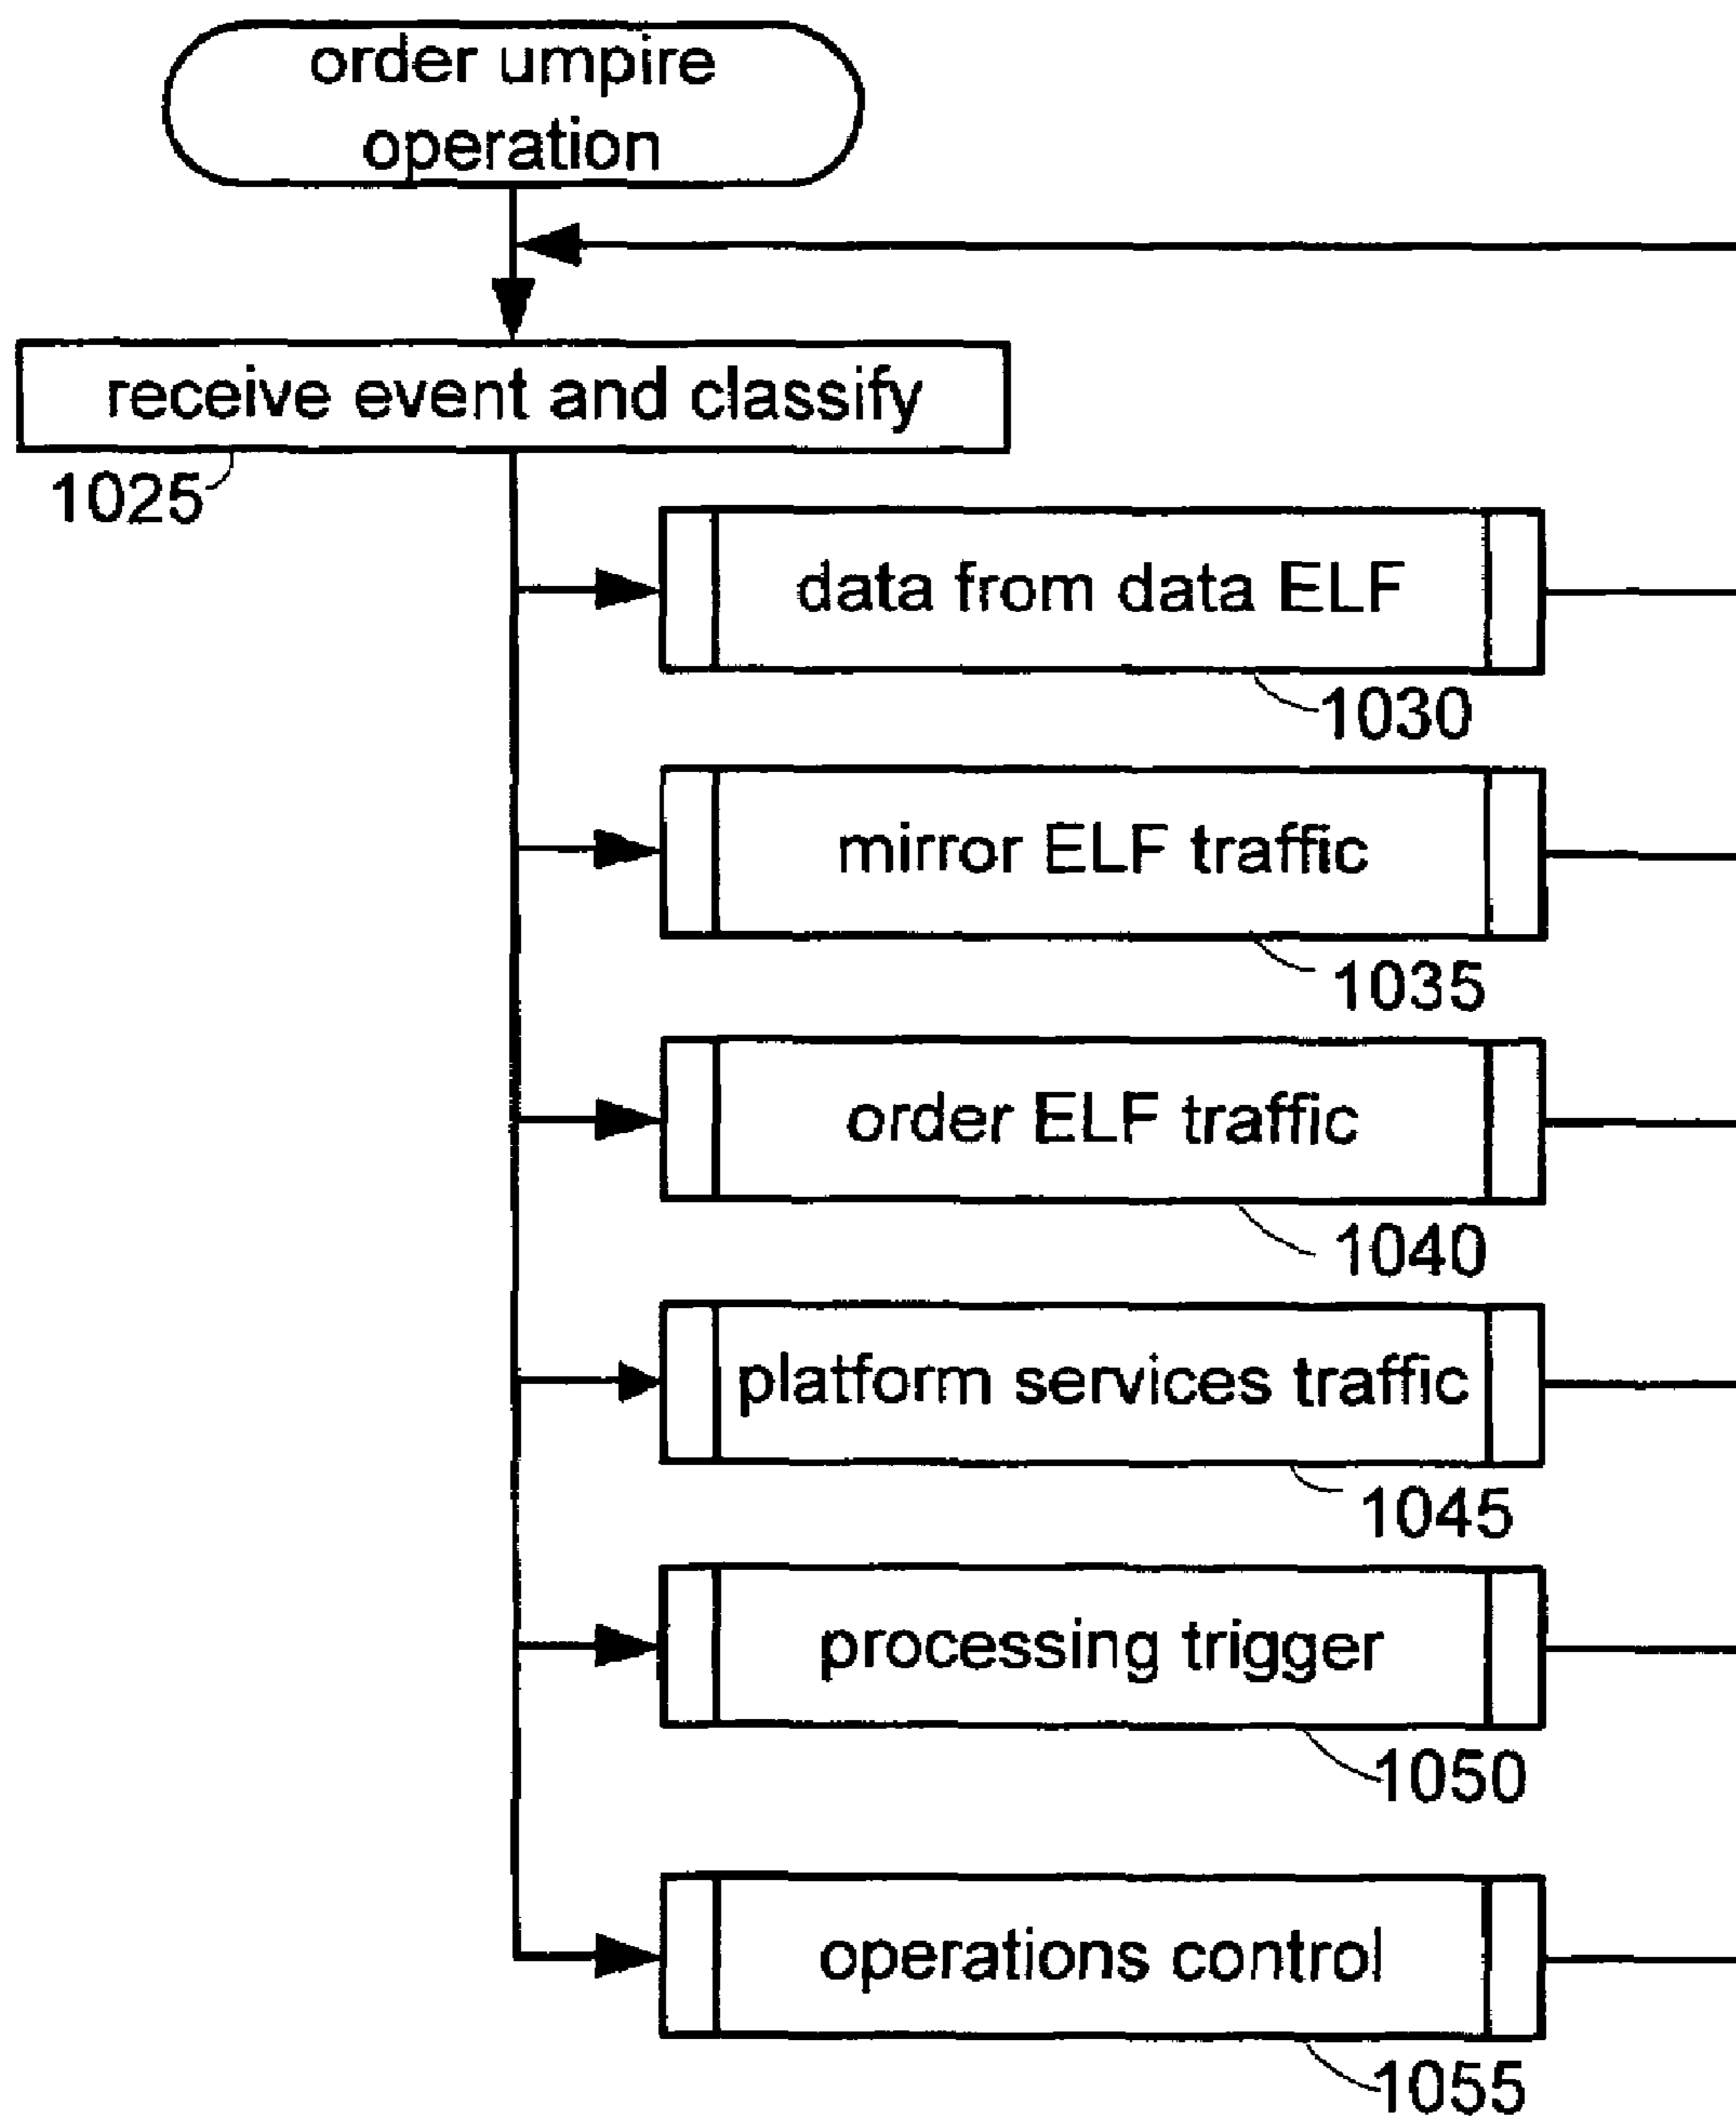 order umpire
operation
receive event and classify
1025
data from data ELF
1030
mirror ELF traffic
1035
order ELF traffic
1040
platform services traffic
1045
processing trigger
1050
operations control
1055